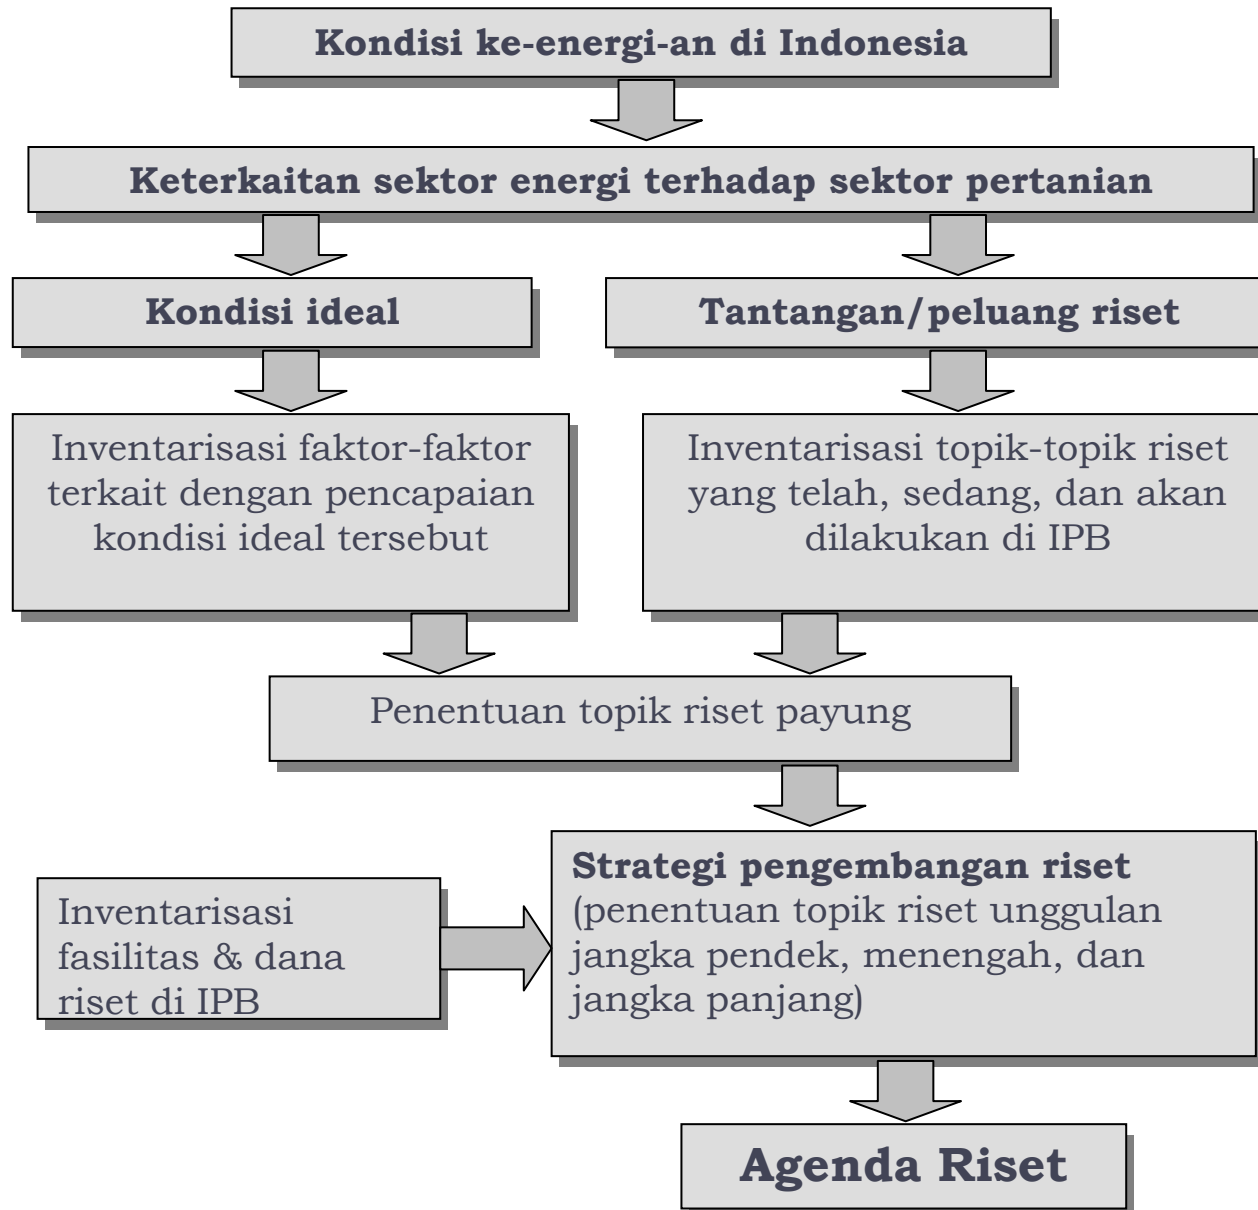 Kondisi ke-energi-an di Indonesia
Keterkaitan sektor energi terhadap sektor pertanian
Kondisi ideal
Tantangan/peluang riset
Inventarisasi faktor-faktor
terkait dengan pencapaian
kondisi ideal tersebut
Inventarisasi topik-topik riset
yang telah, sedang, dan akan
dilakukan di IPB
Penentuan topik riset payung
Inventarisasi
fasilitas & dana
riset di IPB
Strategi pengembangan riset
(penentuan topik riset unggulan
jangka pendek, menengah, dan
jangka panjang)
Agenda Riset